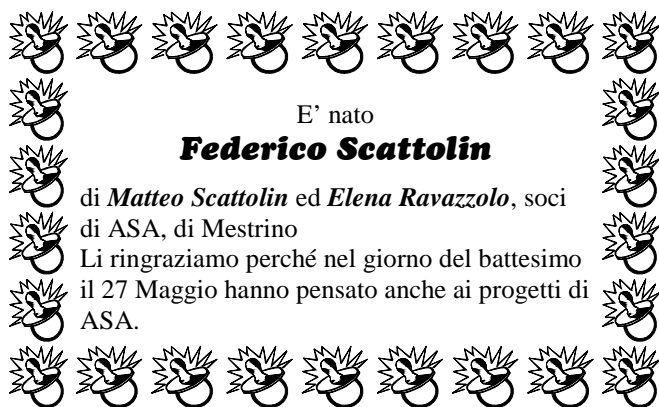 E’ nato
Federico Scattolin
di Matteo Scattolin ed Elena Ravazzolo, soci
di ASA, di Mestrino
Li ringraziamo perché nel giorno del battesimo
il 27 Maggio hanno pensato anche ai progetti di
ASA.